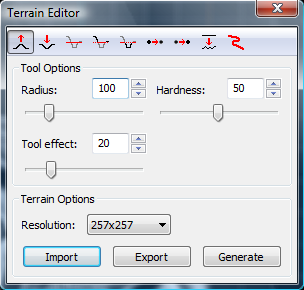 Terrain Editor
Tool Options
Radius: 100 Hardness: 50
Tool effect: 20
Terrain Options
Resolution: 257x257
Import Export Generate